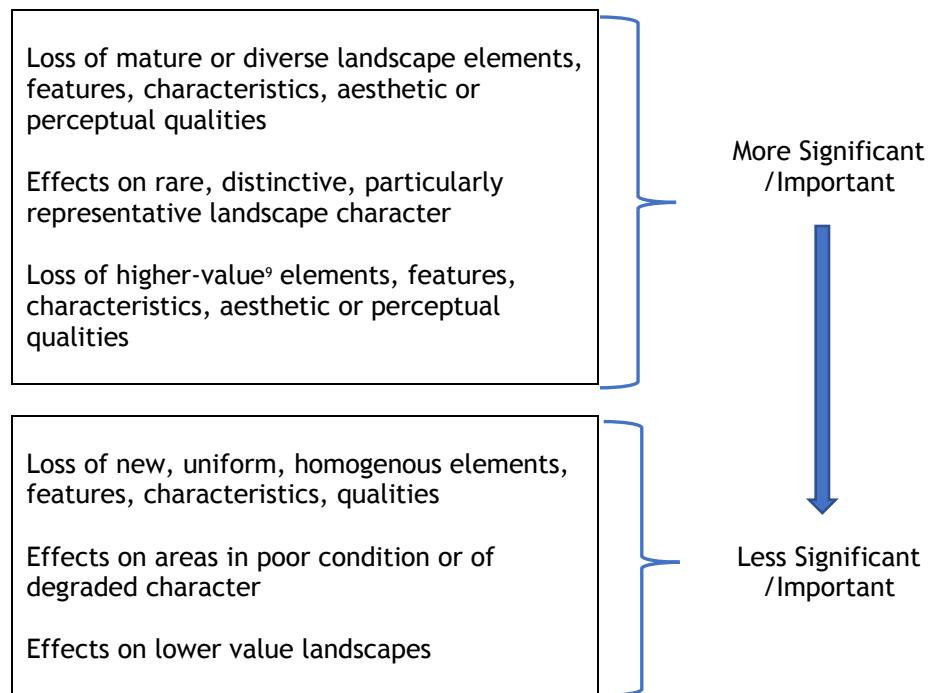 Loss of mature or diverse landscape elements,
features, characteristics, aesthetic or
perceptual qualities
Effects on rare, distinctive, particularly
representative landscape character
Loss of higher-value⁹ elements, features,
characteristics, aesthetic or perceptual
qualities
More Significant
/Important
Loss of new, uniform, homogenous elements,
features, characteristics, qualities
Effects on areas in poor condition or of
degraded character
Effects on lower value landscapes
Less Significant
/Important